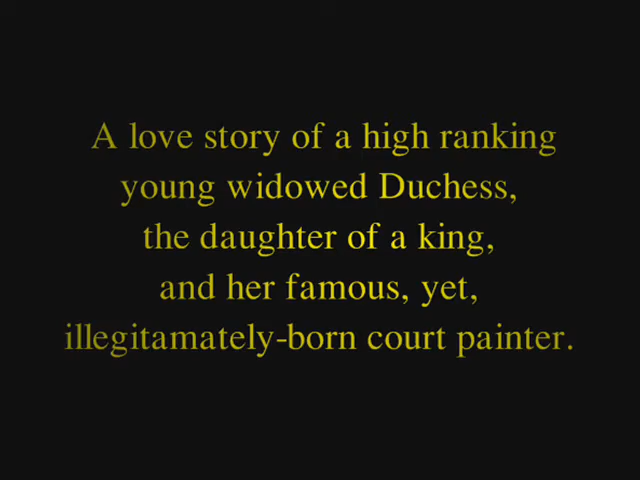 A love story of a high ranking
young widowed Duchess,
the daughter of a king,
and her famous, yet,
illegitamately-born court painter.